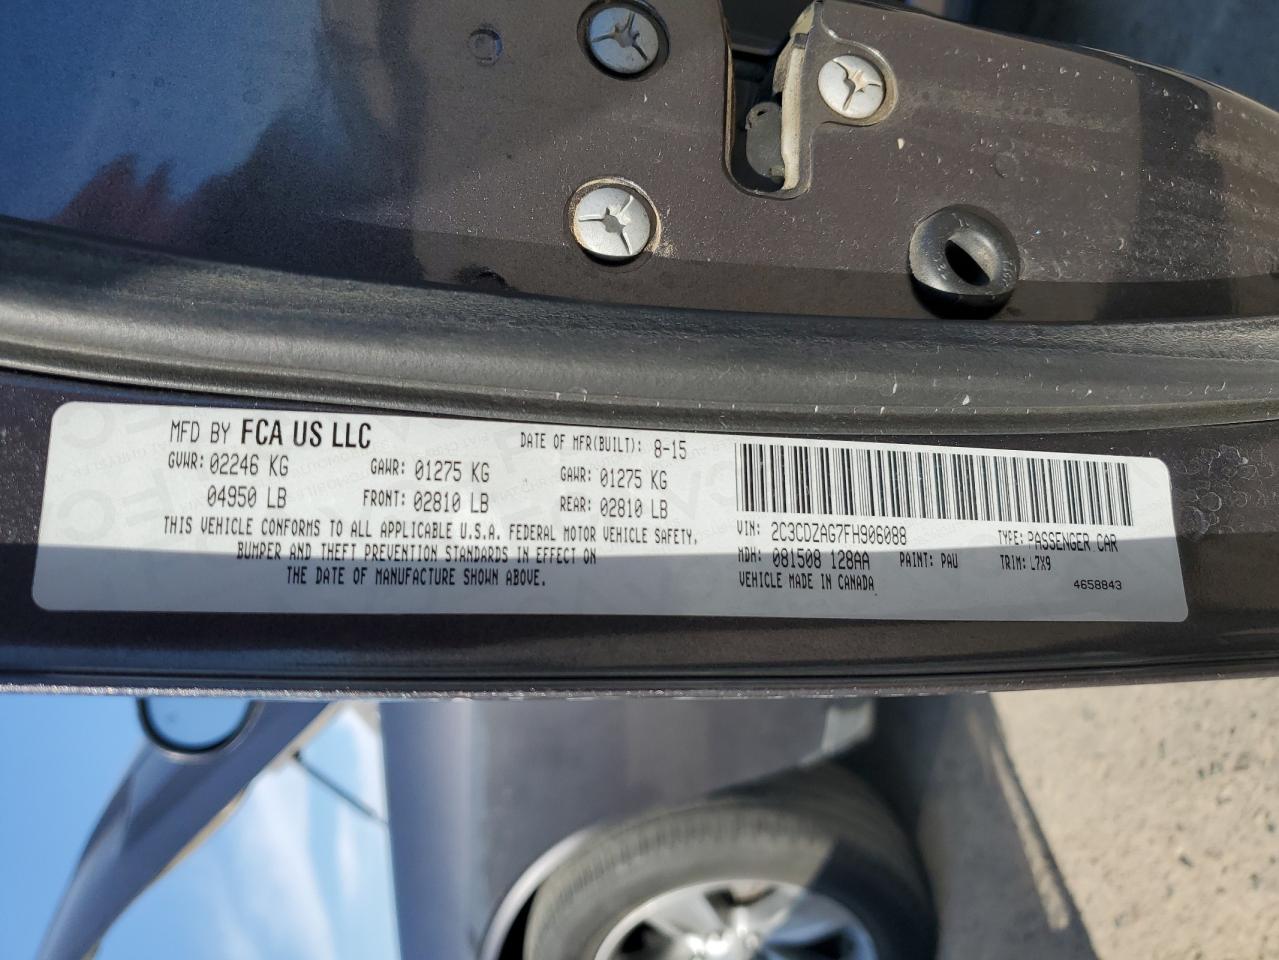 MFD BY FCA US LLC DATE OF MFR(BUILT): 8-15
GVWR: 02246 KG GAWR: 01275 KG GAWR: 01275 KG
04950 LB FRONT: 02810 LB REAR: 02810 LB
THIS VEHICLE CONFORMS TO ALL APPLICABLE U.S.A. FEDERAL MOTOR VEHICLE SAFETY,
BUMPER AND THEFT PREVENTION STANDARDS IN EFFECT ON
THE DATE OF MANUFACTURE SHOWN ABOVE.
VIN: 2C3CDZAG7FH906088 TYPE: PASSENGER CAR
MDH: 081508 128AA PAINT: PAU TRIM: L7X9
VEHICLE MADE IN CANADA 4658843